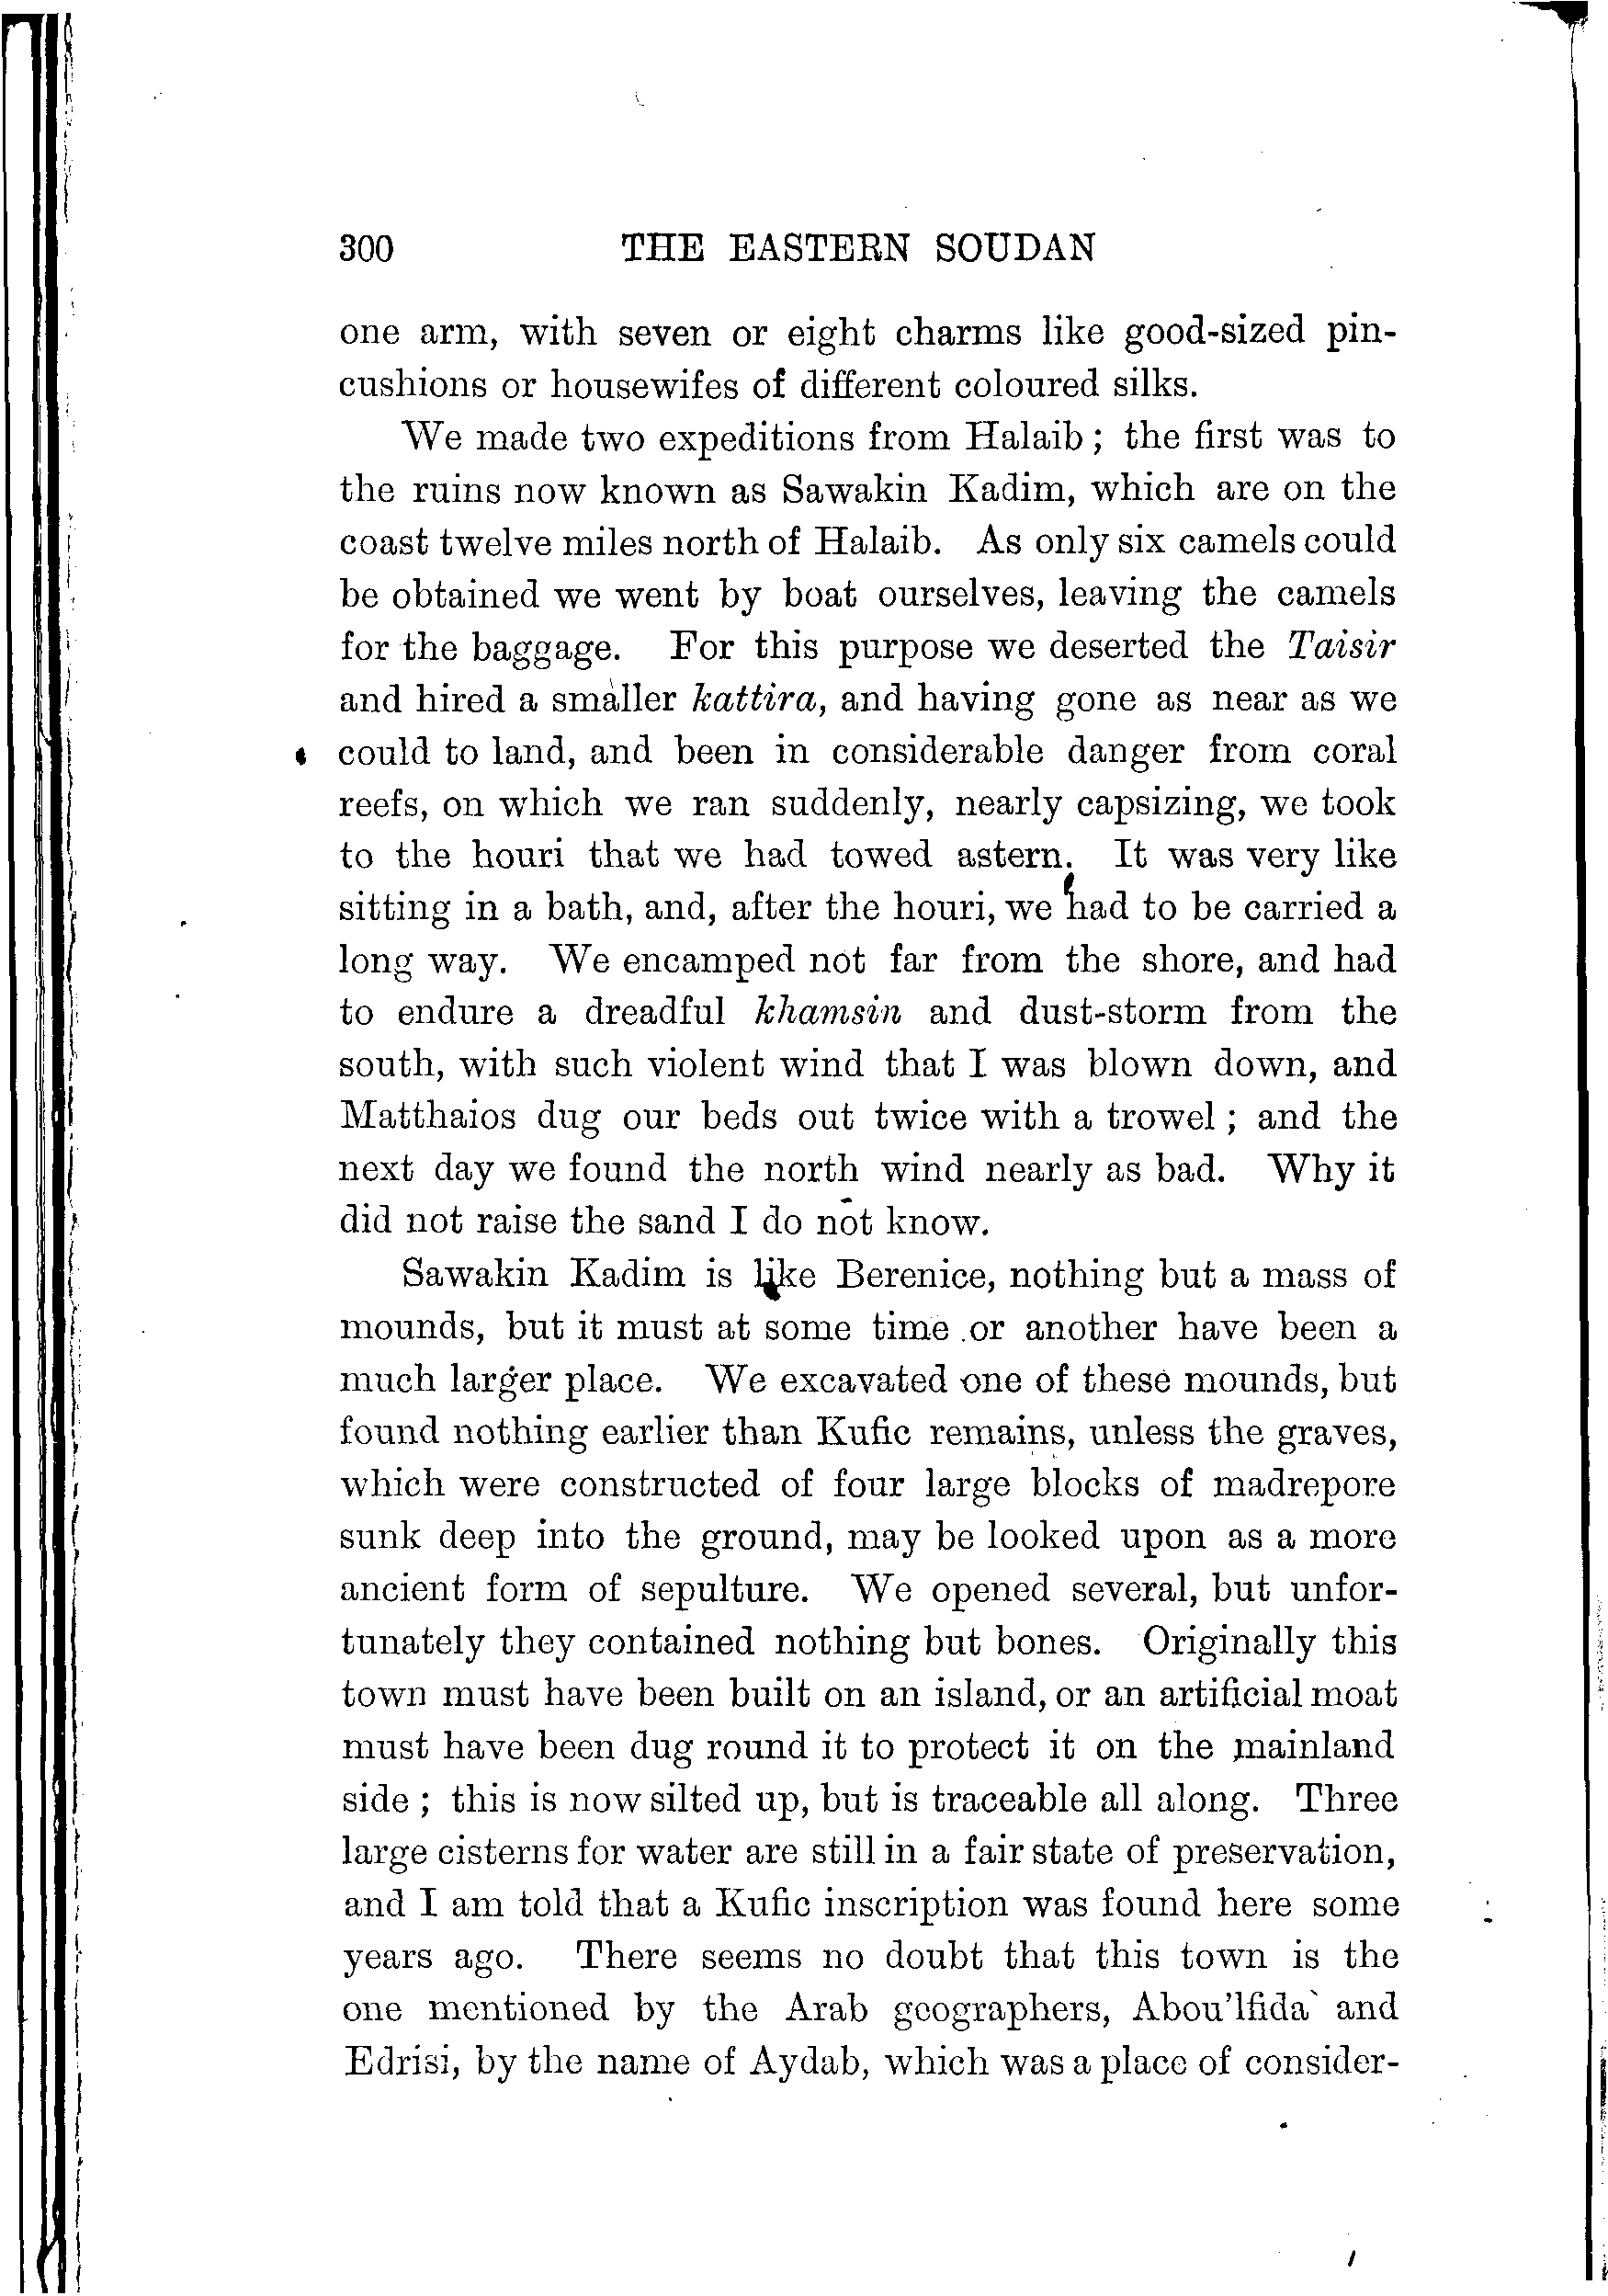 300 THE EASTERN SOUDAN
one arm, with seven or eight charms like good-sized pin-
cushions or housewifes of different coloured silks.
We made two expeditions from Halaib; the first was to
the ruins now known as Sawakin Kadim, which are on the
coast twelve miles north of Halaib. As only six camels could
be obtained we went by boat ourselves, leaving the camels
for the baggage. For this purpose we deserted the Taisir
and hired a smaller kattira, and having gone as near as we
could to land, and been in considerable danger from coral
reefs, on which we ran suddenly, nearly capsizing, we took
to the houri that we had towed astern. It was very like
sitting in a bath, and, after the houri, we had to be carried a
long way. We encamped not far from the shore, and had
to endure a dreadful khamsin and dust-storm from the
south, with such violent wind that I was blown down, and
Matthaios dug our beds out twice with a trowel; and the
next day we found the north wind nearly as bad. Why it
did not raise the sand I do not know.
Sawakin Kadim is like Berenice, nothing but a mass of
mounds, but it must at some time or another have been a
much larger place. We excavated one of these mounds, but
found nothing earlier than Kufic remains, unless the graves,
which were constructed of four large blocks of madrepore
sunk deep into the ground, may be looked upon as a more
ancient form of sepulture. We opened several, but unfor-
tunately they contained nothing but bones. Originally this
town must have been built on an island, or an artificial moat
must have been dug round it to protect it on the mainland
side; this is now silted up, but is traceable all along. Three
large cisterns for water are still in a fair state of preservation,
and I am told that a Kufic inscription was found here some
years ago. There seems no doubt that this town is the
one mentioned by the Arab geographers, Abou'lfida` and
Edrisi, by the name of Aydab, which was a place of consider-